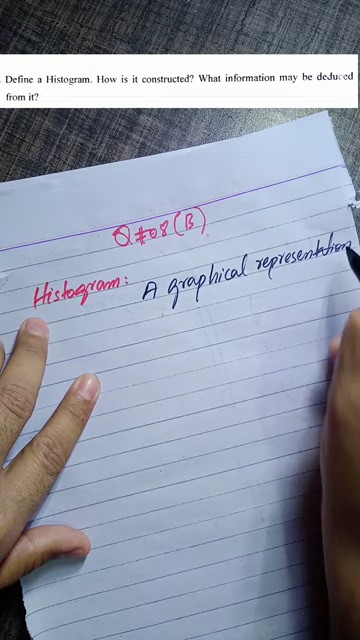 Define a Histogram. How is it constructed? What information may be deduced
from it?
Q#08(B)
Histogram: A graphical representation